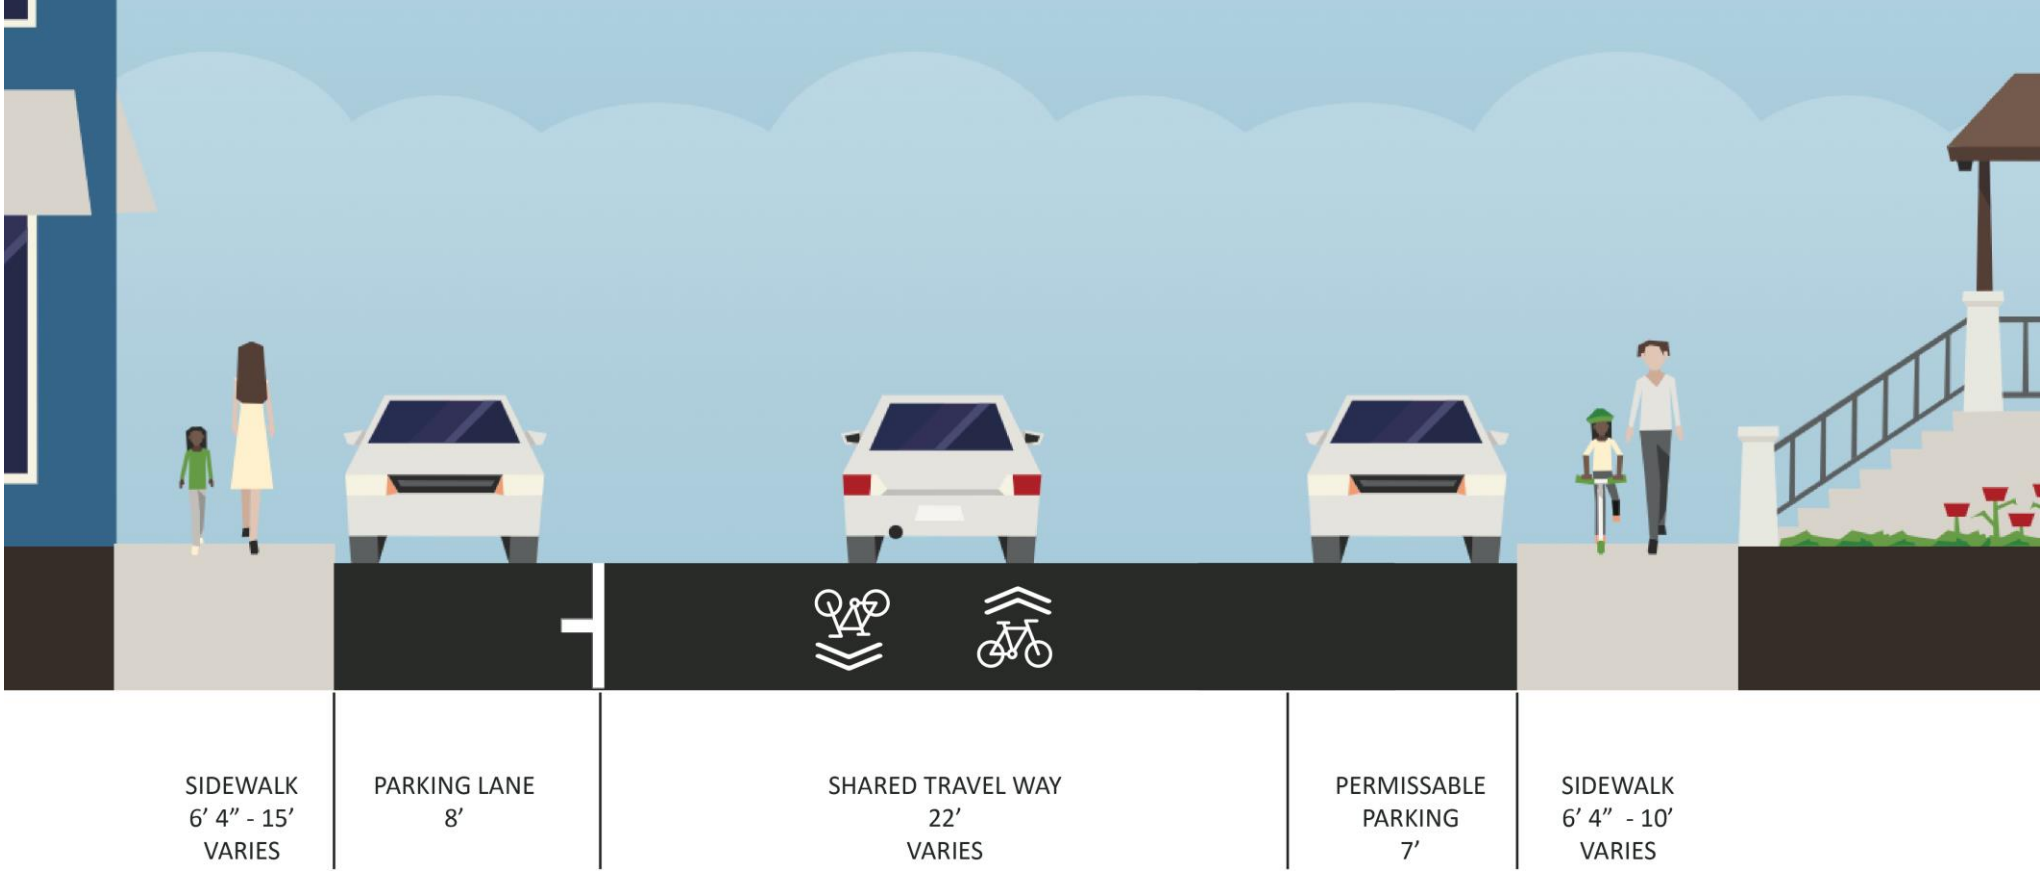 SIDEWALK
6’ 4” - 15’
VARIES
PARKING LANE
8’
SHARED TRAVEL WAY
22’
VARIES
PERMISSABLE
PARKING
7’
SIDEWALK
6’ 4”  - 10’
VARIES